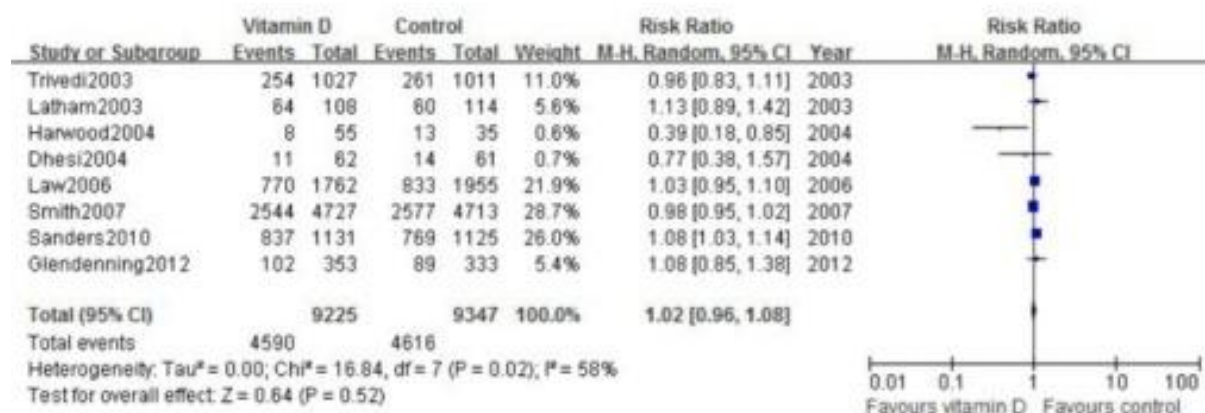 Vitamin D Control Risk Ratio Risk Ratio
Study or Subgroup Events Total Events Total Weight M-H, Random, 95% CI Year M-H, Random, 95% CI
Trivedi2003 254 1027 261 1011 11.0% 0.96 [0.83, 1.11] 2003
Latham2003 64 108 60 114 5.6% 1.13 [0.89, 1.42] 2003
Harwood2004 8 55 13 35 0.6% 0.39 [0.18, 0.85] 2004
Dhesi2004 11 62 14 61 0.7% 0.77 [0.38, 1.57] 2004
Law2006 770 1762 833 1955 21.9% 1.03 [0.95, 1.10] 2006
Smith2007 2544 4727 2577 4713 28.7% 0.98 [0.95, 1.02] 2007
Sanders2010 837 1131 769 1125 26.0% 1.08 [1.03, 1.14] 2010
Glendenning2012 102 353 89 333 5.4% 1.08 [0.85, 1.38] 2012
Total (95% CI) 9225 9347 100.0% 1.02 [0.96, 1.08]
Total events 4590 4616
Heterogeneity: Tau² = 0.00; Chi² = 16.84, df = 7 (P = 0.02); I² = 58%
Test for overall effect: Z = 0.64 (P = 0.52)
0.01 0.1 1 10 100
Favours vitamin D Favours control